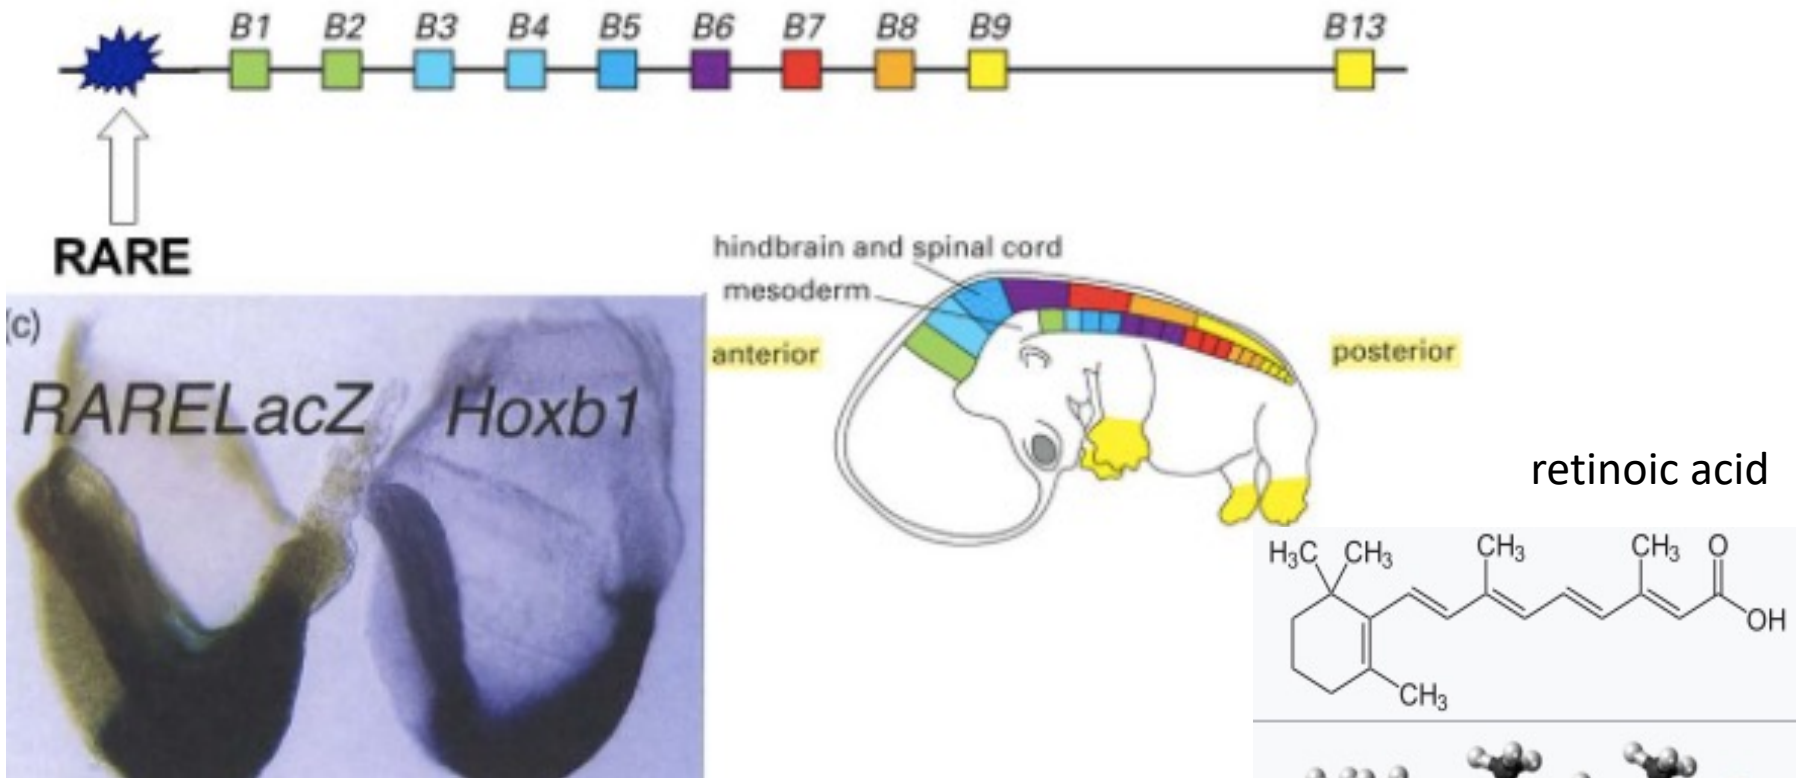 B1 B2 B3 B4 B5 B6 B7 B8 B9 B13
RARE
hindbrain and spinal cord
mesoderm
anterior
posterior
(c)
RARELacZ
Hoxb1
retinoic acid
H₃C CH₃ CH₃ CH₃ O
OH
CH₃